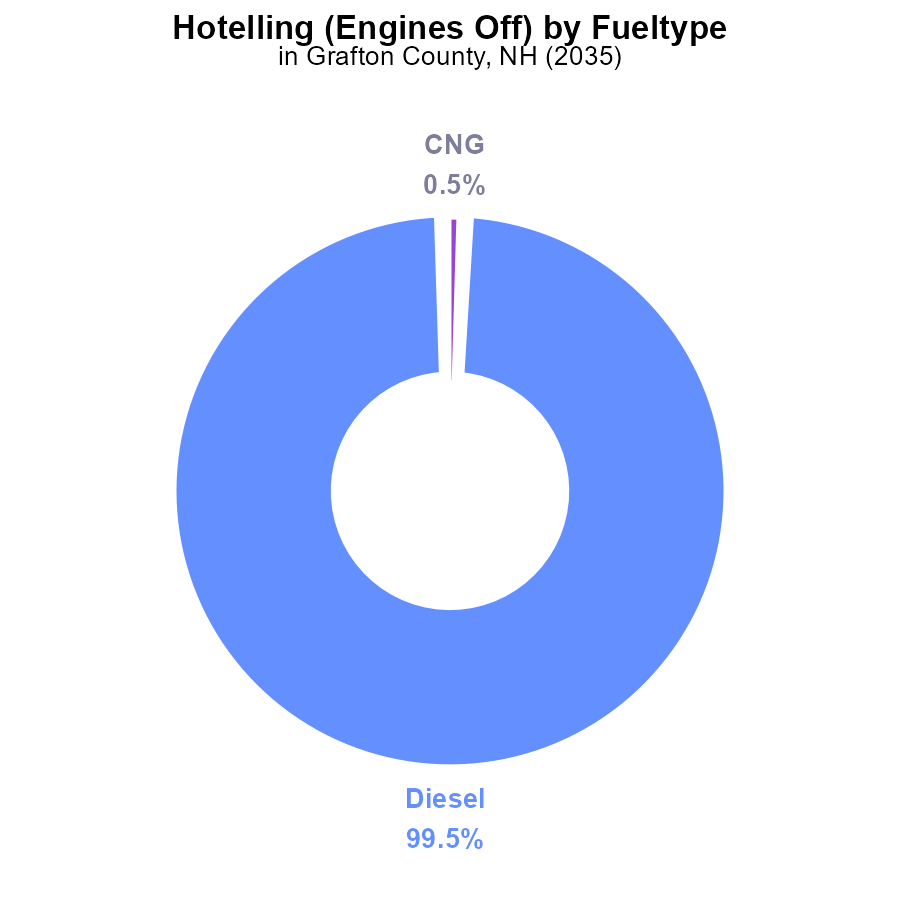 Hotelling (Engines Off) by Fueltype
in Grafton County, NH (2035)
CNG
0.5%
Diesel
99.5%